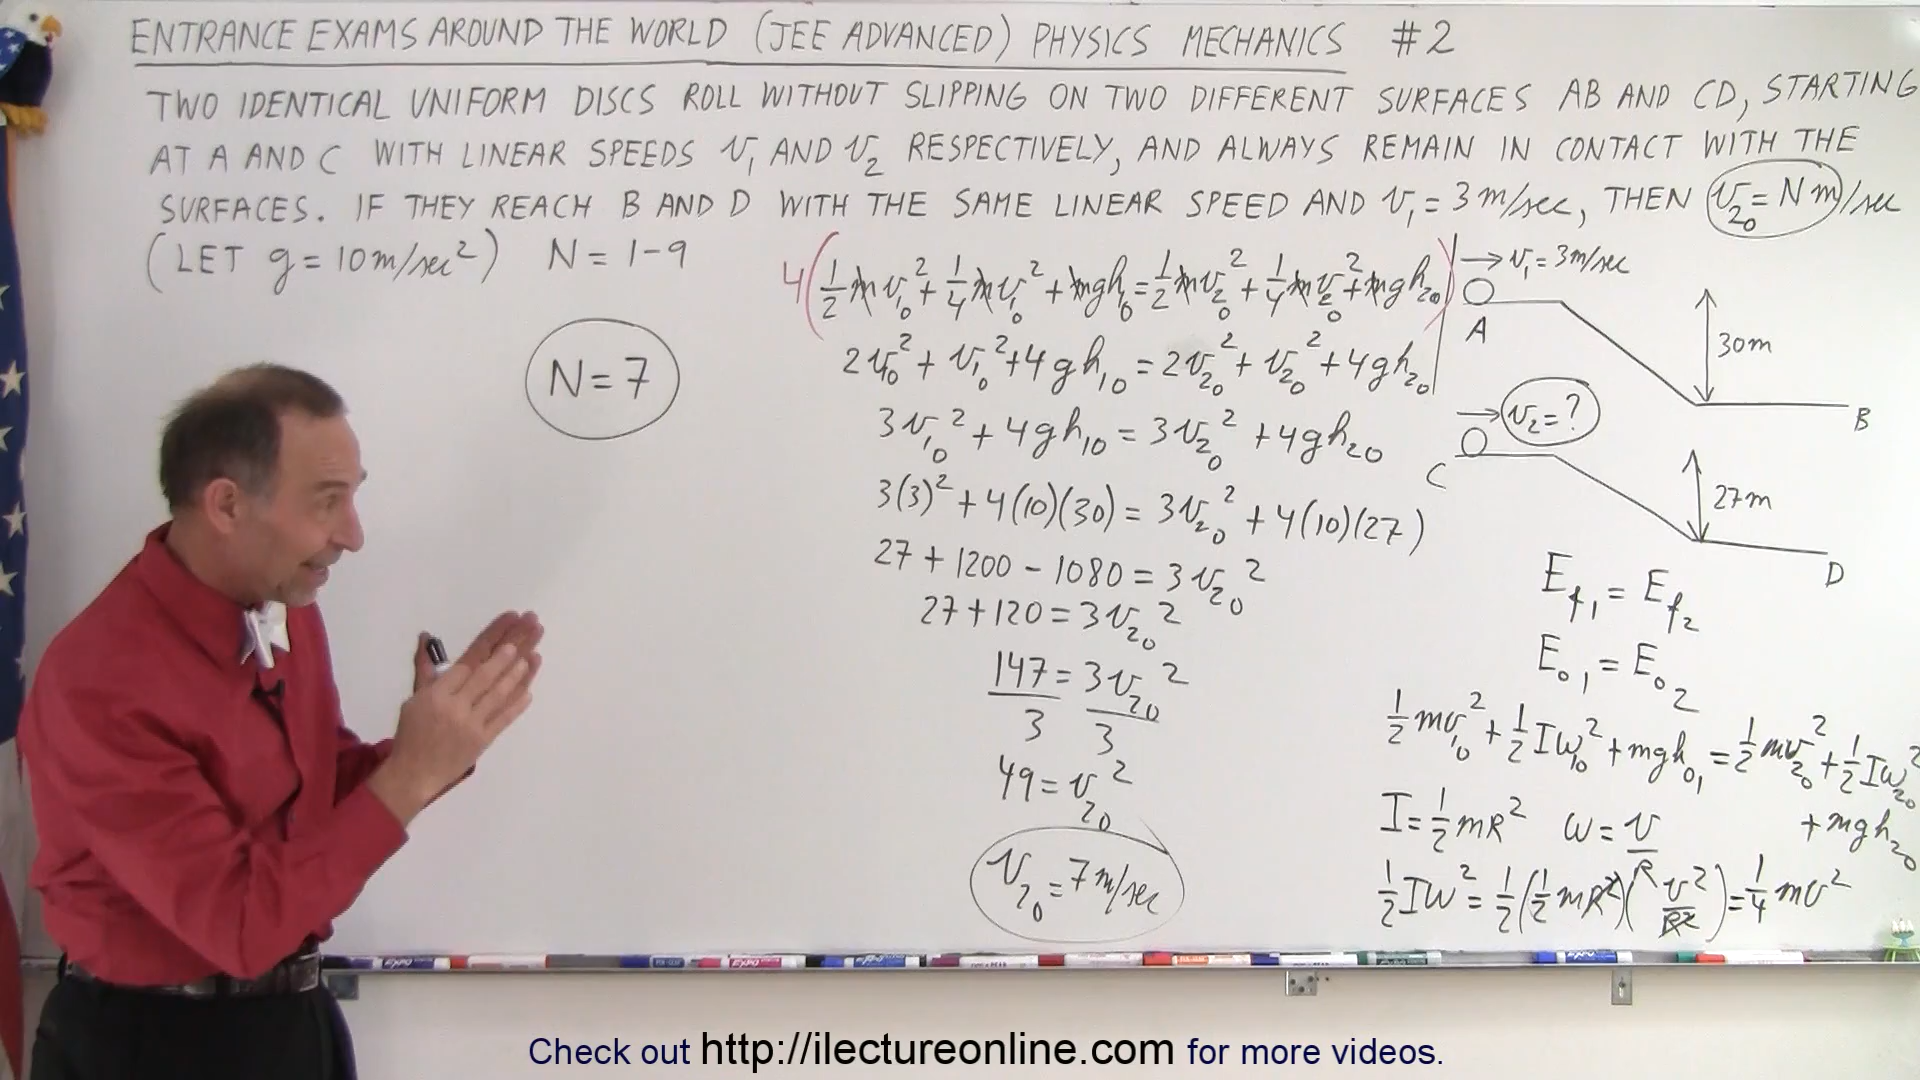 ENTRANCE EXAMS AROUND THE WORLD (JEE ADVANCED) PHYSICS MECHANICS #2
TWO IDENTICAL UNIFORM DISCS ROLL WITHOUT SLIPPING ON TWO DIFFERENT SURFACES AB AND CD, STARTING
AT A AND C WITH LINEAR SPEEDS v₁ AND v₂ RESPECTIVELY, AND ALWAYS REMAIN IN CONTACT WITH THE
SURFACES. IF THEY REACH B AND D WITH THE SAME LINEAR SPEED AND v₁ = 3 m/sec, THEN v₂₀ = N m/sec
(LET g = 10 m/sec²) N = 1-9
N = 7
4(1/2 mv₁₀² + 1/4 mv₁₀² + mgh₁₀ = 1/2 mv₂₀² + 1/4 mv₂₀² + mgh₂₀)
2v₁₀² + v₁₀² + 4gh₁₀ = 2v₂₀² + v₂₀² + 4gh₂₀
3v₁₀² + 4gh₁₀ = 3v₂₀² + 4gh₂₀
3(3)² + 4(10)(30) = 3v₂₀² + 4(10)(27)
27 + 1200 - 1080 = 3v₂₀²
27 + 120 = 3v₂₀²
147 = 3v₂₀²
3 3
49 = v₂₀²
v₂₀ = 7 m/sec
→ v₁ = 3 m/sec
A
30m
B
→ v₂ = ?
C
27m
D
E_f₁ = E_f₂
E₀₁ = E₀₂
1/2 mv₁₀² + 1/2 Iω₁₀² + mgh₀₁ = 1/2 mv₂₀² + 1/2 Iω₂₀²
+ mgh₂₀
I = 1/2 mR² ω = v/R
1/2 Iω² = 1/2 (1/2 mR²)(v²/R²) = 1/4 mv²
Check out http://ilectureonline.com for more videos.